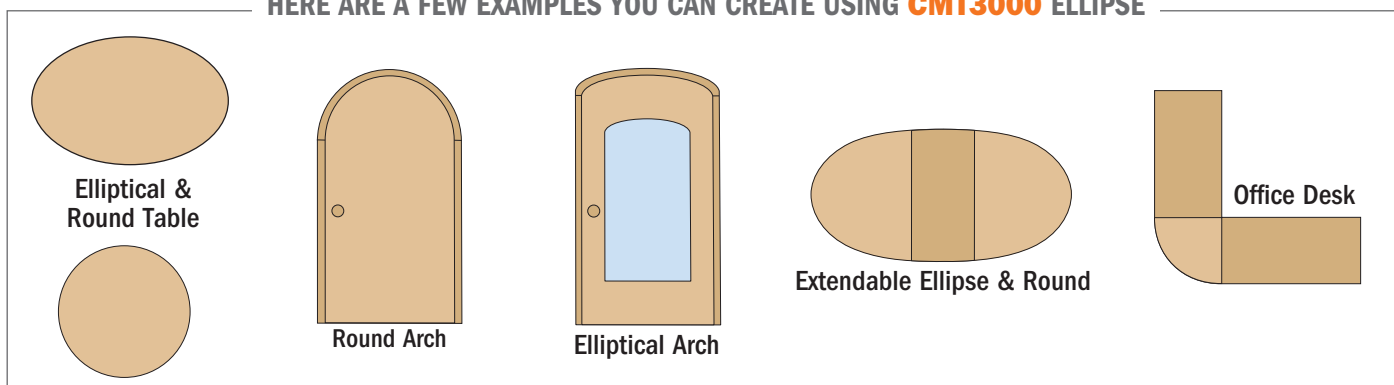 HERE ARE A FEW EXAMPLES YOU CAN CREATE USING CMT3000 ELLIPSE
Elliptical &
Round Table
Round Arch
Elliptical Arch
Extendable Ellipse & Round
Office Desk